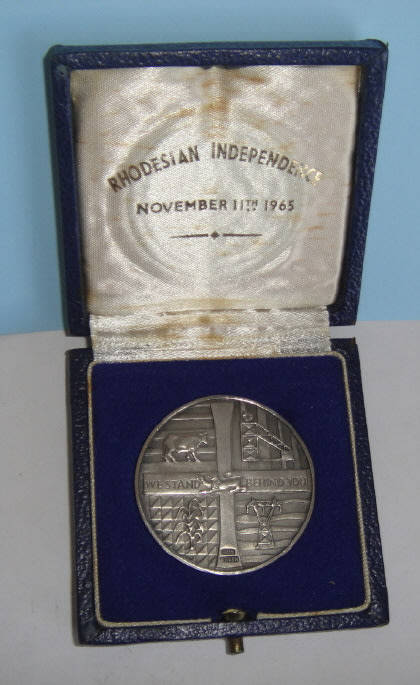 RHODESIAN INDEPENDENCE
NOVEMBER 11TH 1965
WE STAND BEHIND YOU